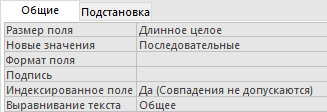 Общие Подстановка
Размер поля Длинное целое
Новые значения Последовательные
Формат поля
Подпись
Индексированное поле Да (Совпадения не допускаются)
Выравнивание текста Общее